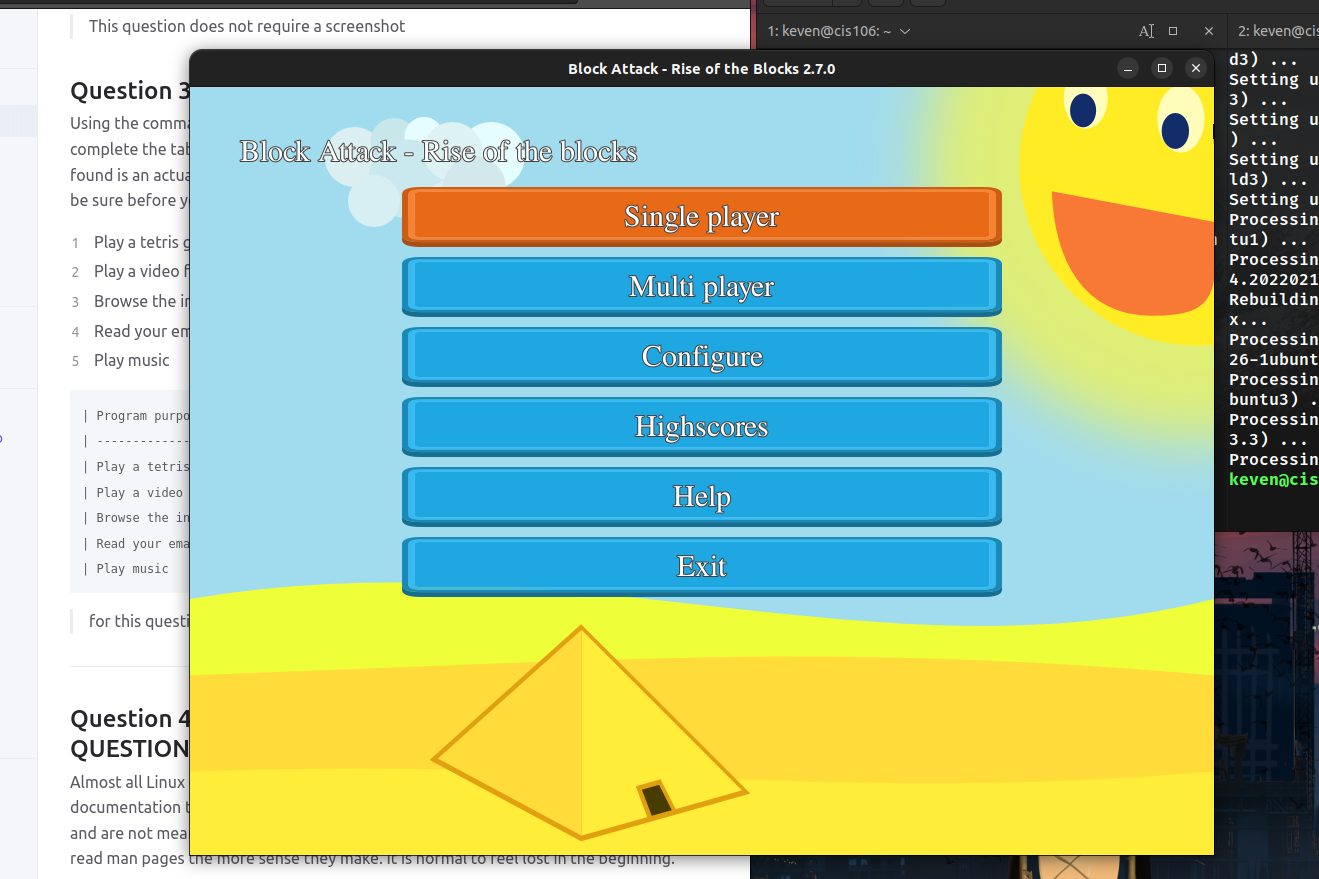 This question does not require a screenshot
1: keven@cis106: ~
2: keven@cis
Block Attack - Rise of the Blocks 2.7.0
Question 3
Using the comma
complete the tab
found is an actua
be sure before y
1 Play a tetris g
2 Play a video f
3 Browse the in
4 Read your em
5 Play music
| Program purpo
| -------------
| Play a tetris
| Play a video
| Browse the in
| Read your ema
| Play music
for this questi
Question 4
QUESTION
Almost all Linux
documentation t
and are not mea
read man pages the more sense they make. It is normal to feel lost in the beginning.
Block Attack - Rise of the blocks
Single player
Multi player
Configure
Highscores
Help
Exit
d3) ...
Setting u
3) ...
Setting u
) ...
Setting u
ld3) ...
Setting u
Processin
tu1) ...
Processin
4.2022021
Rebuilding
x...
Processin
26-1ubunt
Processin
buntu3) .
Processin
3.3) ...
Processin
keven@cis